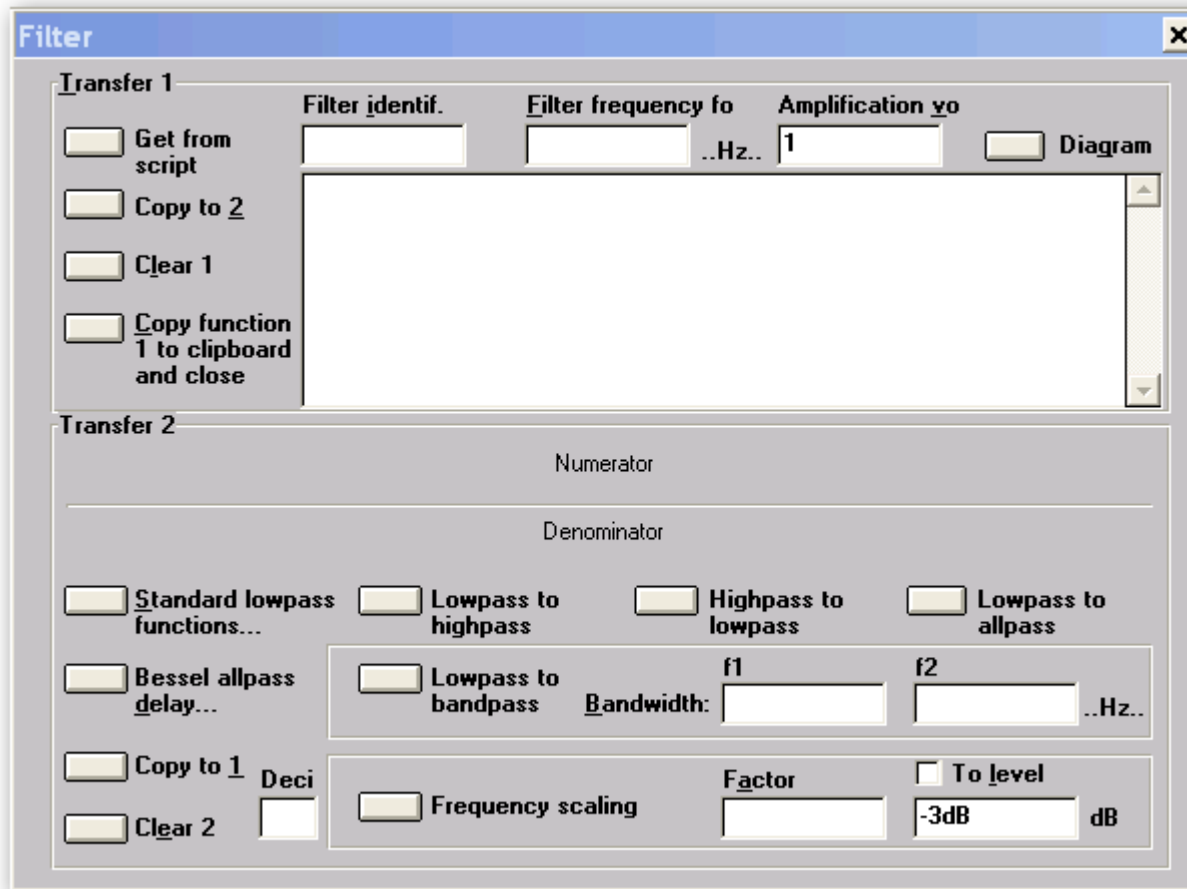 Filter
Transfer 1
Filter identif.
Filter frequency fo
Amplification vo
Get from
script
..Hz..
1
Diagram
Copy to 2
Clear 1
Copy function
1 to clipboard
and close
Transfer 2
Numerator
Denominator
Standard lowpass
functions...
Lowpass to
highpass
Highpass to
lowpass
Lowpass to
allpass
Bessel allpass
delay...
Lowpass to
bandpass
Bandwidth:
f1
f2
..Hz..
Copy to 1
Deci
Clear 2
Frequency scaling
Factor
To level
-3dB
dB